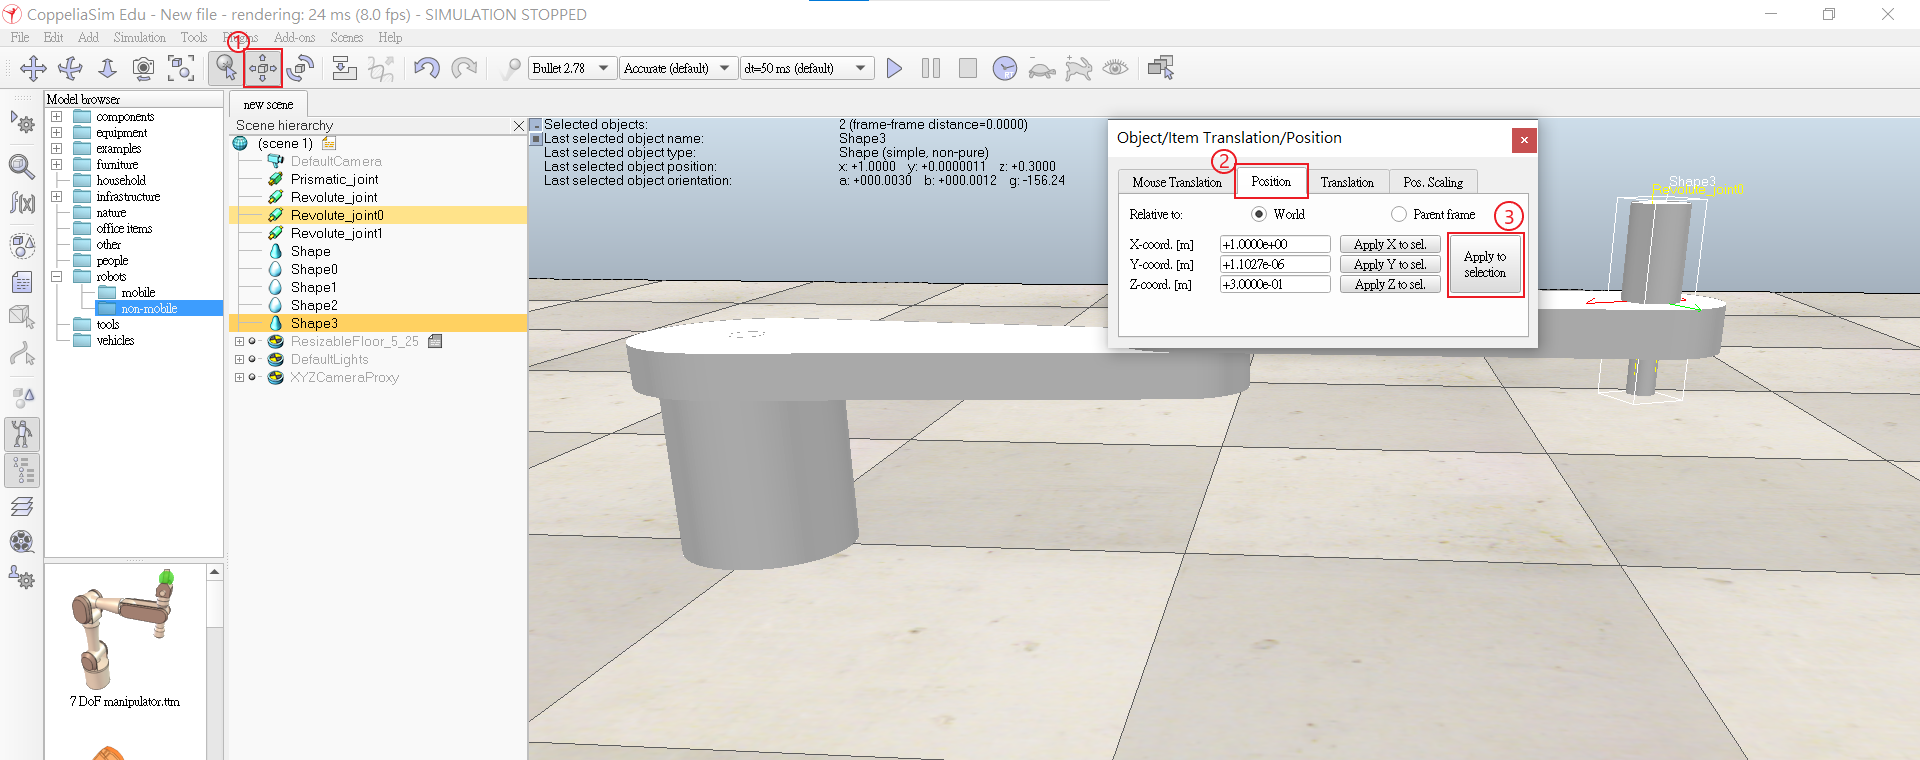 CoppeliaSim Edu - New file - rendering: 24 ms (8.0 fps) - SIMULATION STOPPED
File Edit Add Simulation Tools Plugins Add-ons Scenes Help
1
Bullet 2.78 Accurate (default) dt=50 ms (default)
RT
f(x)
Model browser
components
equipment
examples
furniture
household
infrastructure
nature
office items
other
people
robots
mobile
non-mobile
tools
vehicles
7 DoF manipulator.ttm
new scene
Scene hierarchy
(scene 1)
DefaultCamera
Prismatic_joint
Revolute_joint
Revolute_joint0
Revolute_joint1
Shape
Shape0
Shape1
Shape2
Shape3
ResizableFloor_5_25
DefaultLights
XYZCameraProxy
Selected objects: 2 (frame-frame distance=0.0000)
Last selected object name: Shape3
Last selected object type: Shape (simple, non-pure)
Last selected object position: x: +1.0000 y: +0.0000011 z: +0.3000
Last selected object orientation: a: +000.0030 b: +000.0012 g: -156.24
Object/Item Translation/Position
2
Mouse Translation Position Translation Pos. Scaling
Relative to: World Parent frame
3
X-coord. [m] +1.0000e+00 Apply X to sel.
Y-coord. [m] +1.1027e-06 Apply Y to sel.
Z-coord. [m] +3.0000e-01 Apply Z to sel.
Apply to
selection
Shape3
Revolute_joint0